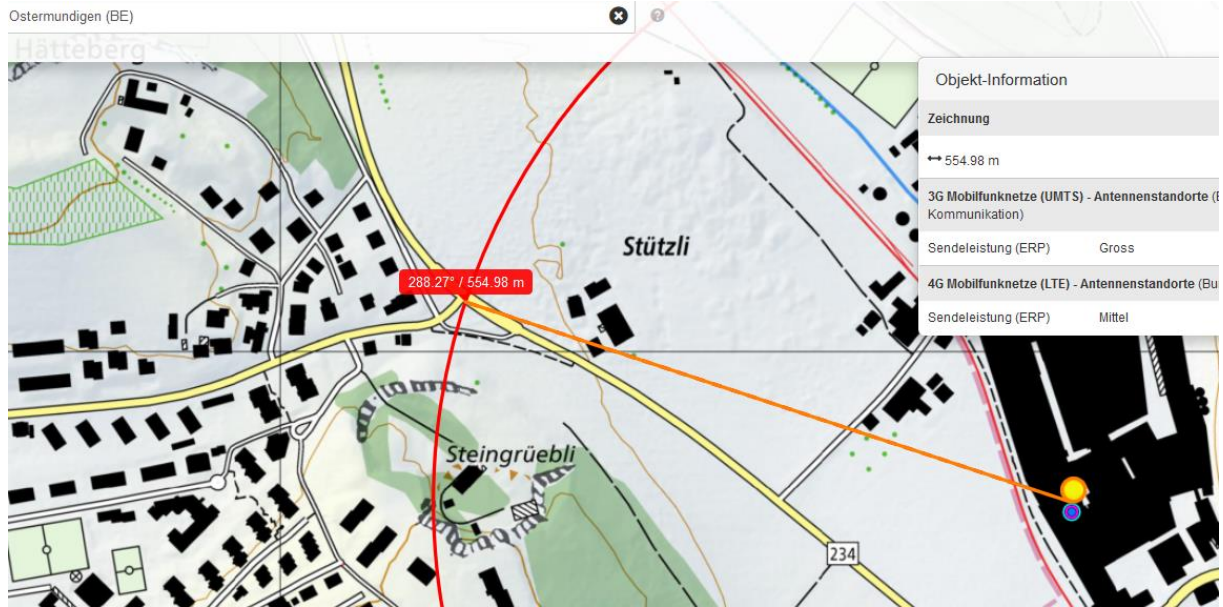 Ostermundigen (BE)
Hätteberg
Objekt-Information
Zeichnung
554.98 m
3G Mobilfunknetze (UMTS) - Antennenstandorte (
Kommunikation)
Sendeleistung (ERP) Gross
4G Mobilfunknetze (LTE) - Antennenstandorte (Bu
Sendeleistung (ERP) Mittel
Stützli
288.27° / 554.98 m
Steingrüebli
234